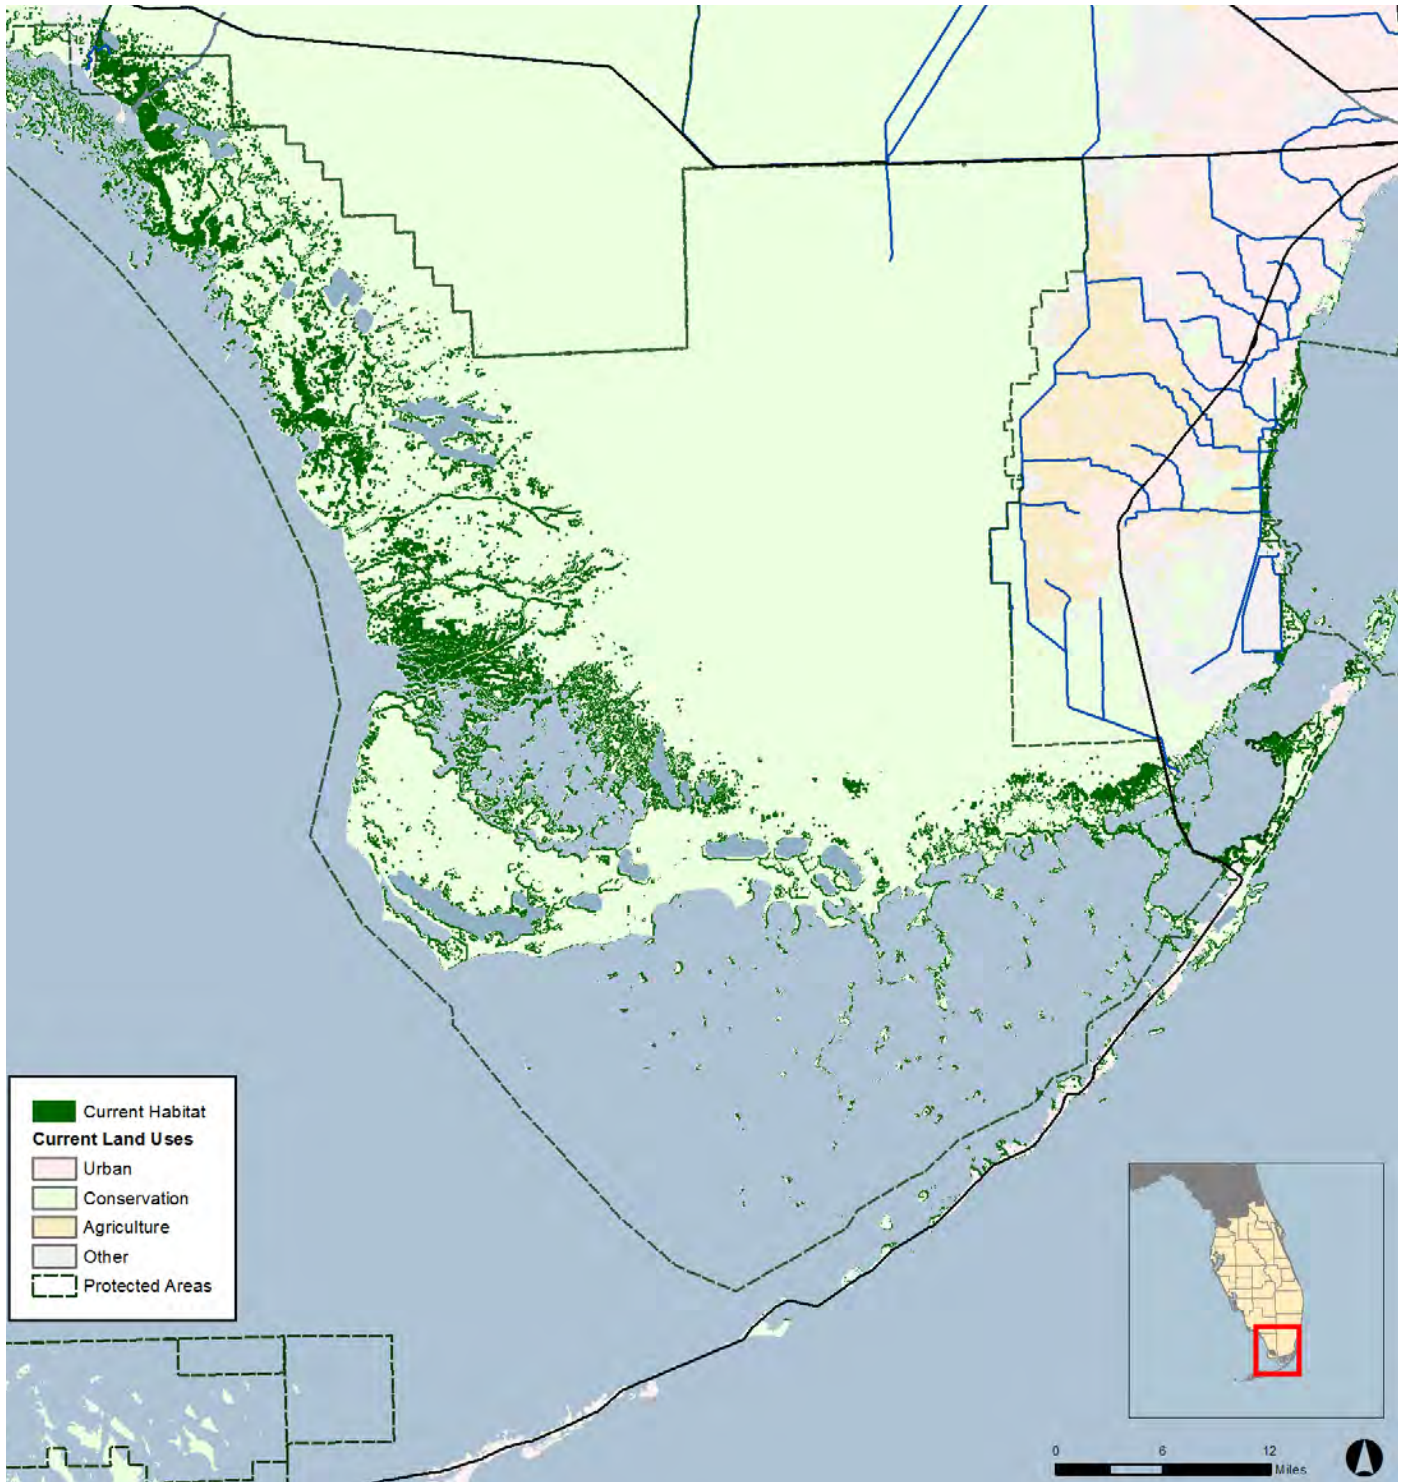 Current Habitat
Current Land Uses
Urban
Conservation
Agriculture
Other
Protected Areas
0 6 12
Miles